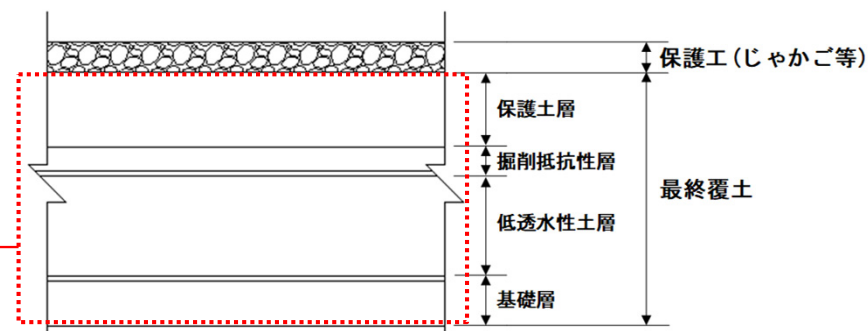 保護工(じゃかご等)
保護土層
掘削抵抗性層
最終覆土
低透水性土層
基礎層